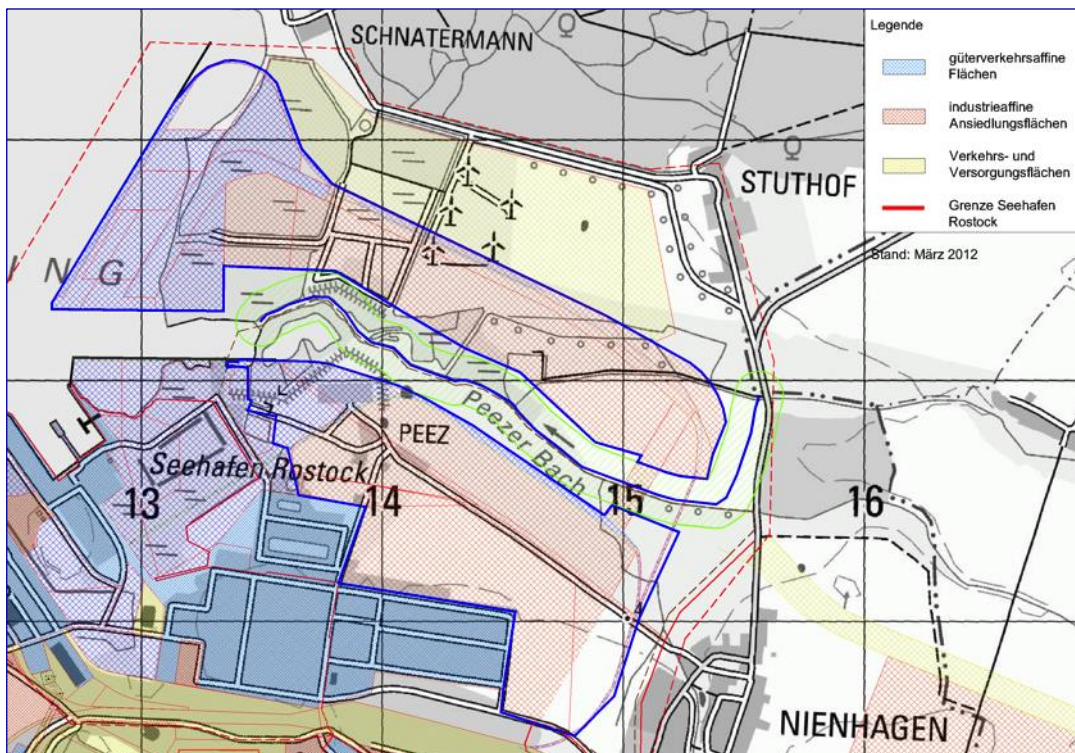 SCHNATERMANN
Legende
güterverkehrsaffine
Flächen
industrieaffine
Ansiedlungsflächen
Verkehrs- und
Versorgungsflächen
Grenze Seehafen
Rostock
Stand: März 2012
STUTHOF
I N G
Peezer Bach
PEEZ
Seehafen Rostock
13
14
15
16
4
NIENHAGEN